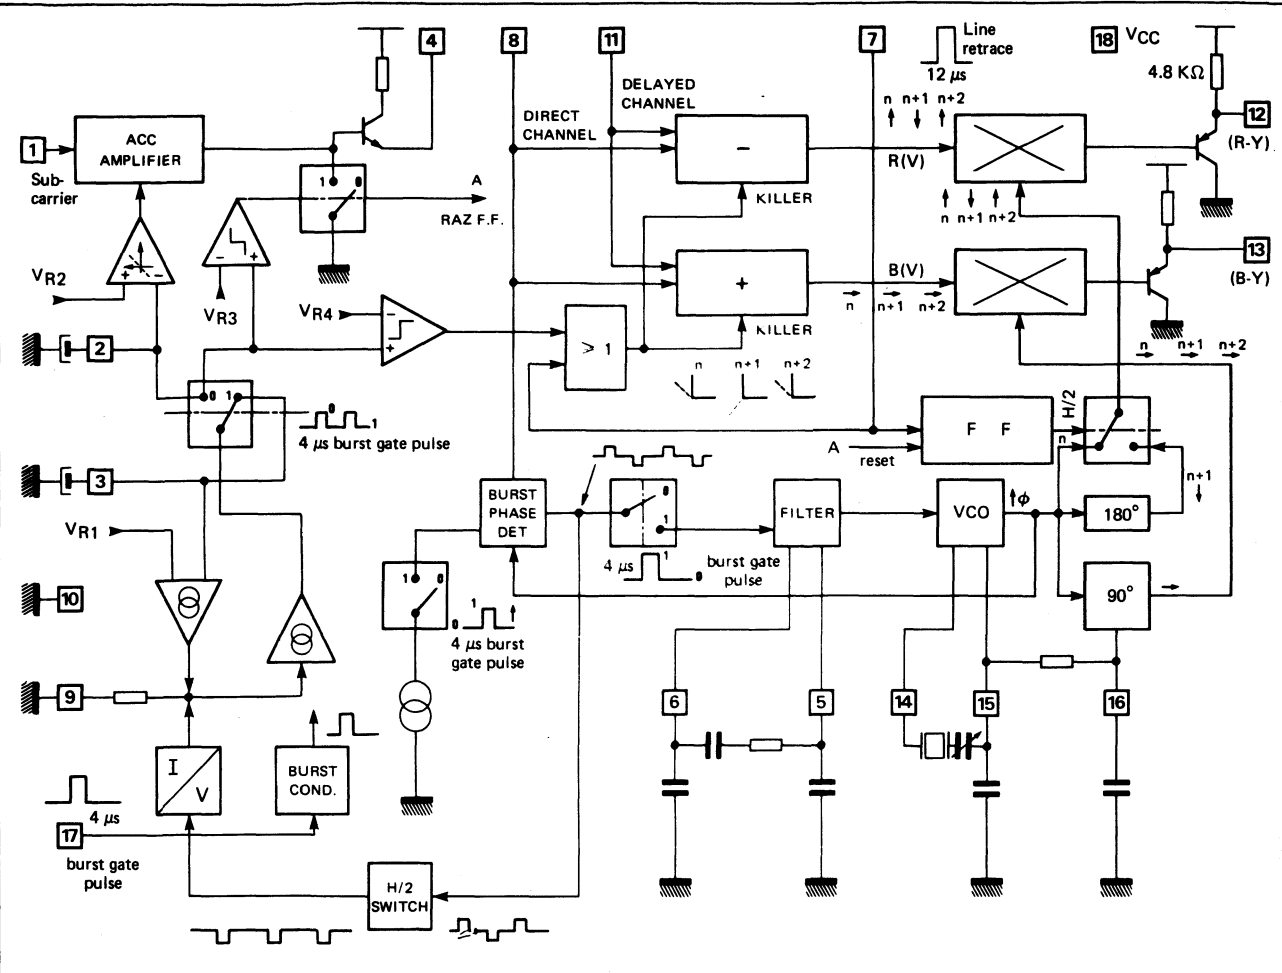 4
8
11
7
Line
retrace
12 µs
18 VCC
4.8 KΩ
12
(R-Y)
1
Sub-
carrier
ACC
AMPLIFIER
1 0
A
RAZ F.F.
DIRECT
CHANNEL
DELAYED
CHANNEL
−
KILLER
n n+1 n+2
R(V)
n n+1 n+2
13
(B-Y)
+ -
VR2
- +
VR3
VR4
-
+
⩾ 1
+
KILLER
B(V)
n n+1 n+2
n n+1 n+2
n n+1 n+2
2
0 1
0
1
4 µs burst gate pulse
3
VR1
10
9
A
reset
F F
H/2
n
n+1
BURST
PHASE
DET
0
1
4 µs
1
0
burst gate
pulse
FILTER
VCO
ϕ
180°
90°
1 0
0 1
4 µs burst
gate pulse
6
5
14
15
16
I
V
BURST
COND.
4 µs
17
burst gate
pulse
H/2
SWITCH